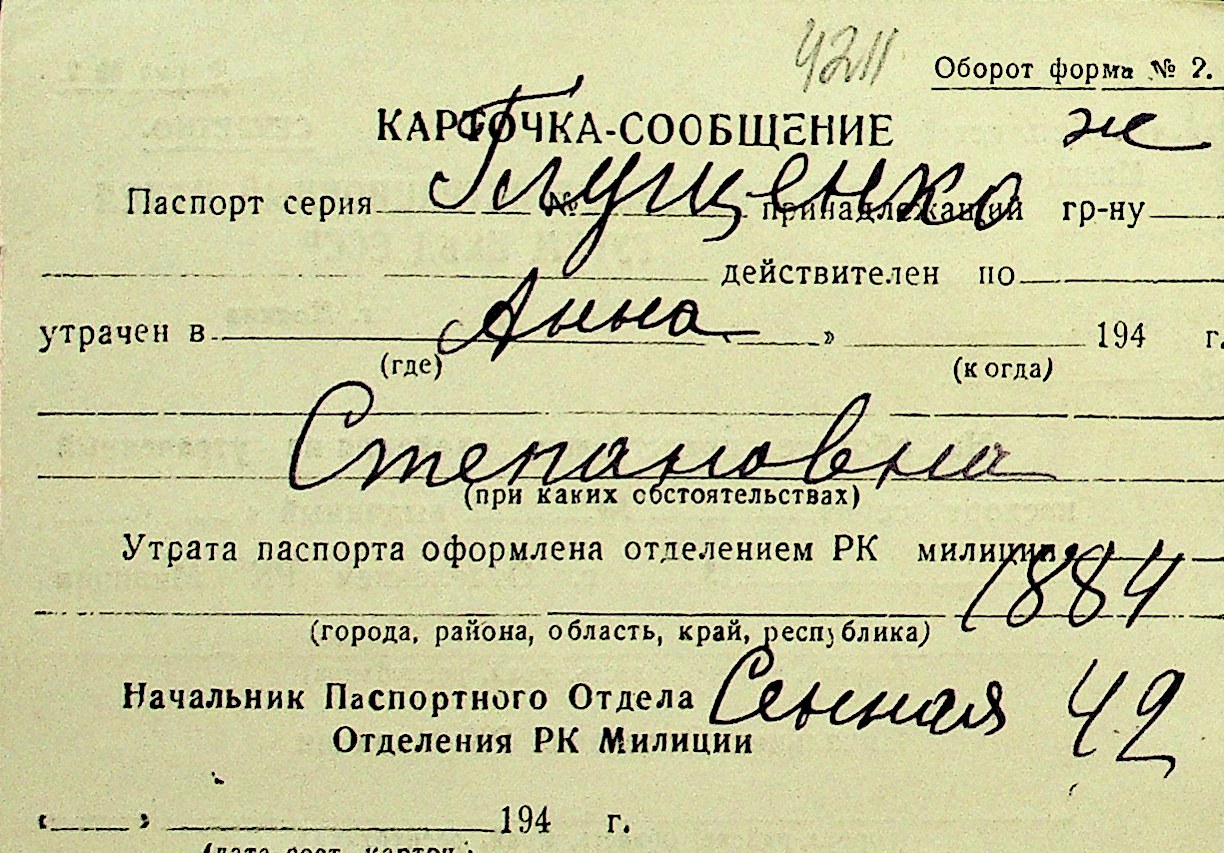 4211
Оборот форма № 2.
КАРТОЧКА-СООБЩЕНИЕ ж
Глущенко
Паспорт серия № принадлежащий гр-ну
действителен по
Анна
утрачен в » 194 г.
(где) (когда)
Степановна
(при каких обстоятельствах)
Утрата паспорта оформлена отделением РК милиции
1884
(города, района, область, край, республика)
Начальник Паспортного Отдела Сенная 42
Отделения РК Милиции
« » 194 г.